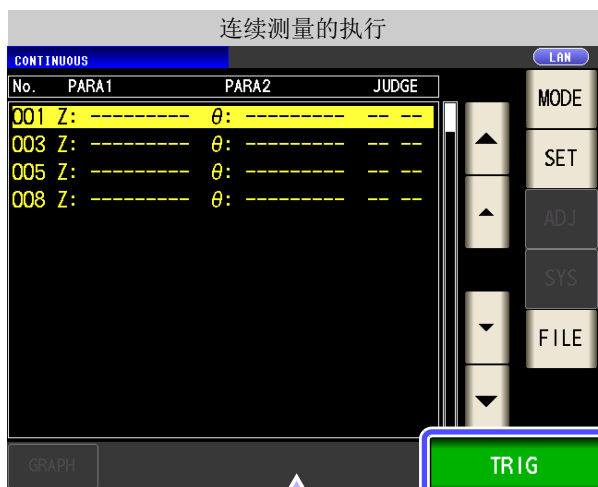 连续测量的执行
CONTINUOUS LAN
No. PARA1 PARA2 JUDGE
MODE
001 Z: --------- θ: --------- -- --
003 Z: --------- θ: --------- -- --
SET
005 Z: --------- θ: --------- -- --
008 Z: --------- θ: --------- -- --
ADJ
SYS
FILE
GRAPH
TRIG